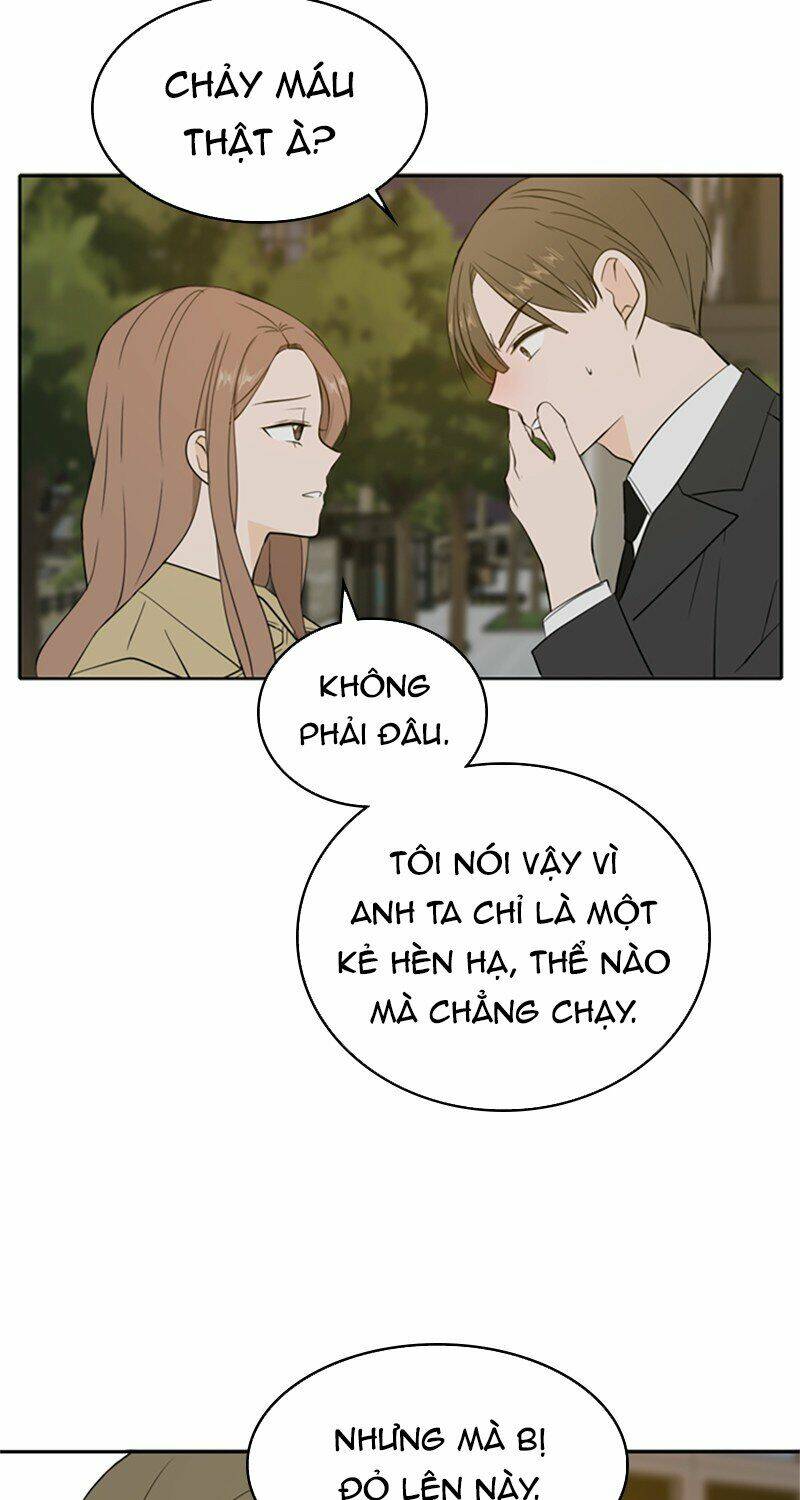 CHẢY MÁU
THẬT À?
KHÔNG
PHẢI ĐÂU.
TÔI NÓI VẬY VÌ
ANH TA CHỈ LÀ MỘT
KẺ HÈN HẠ, THỂ NÀO
MÀ CHẲNG CHẠY.
NHƯNG MÀ BỊ
ĐỎ LÊN NÀY.